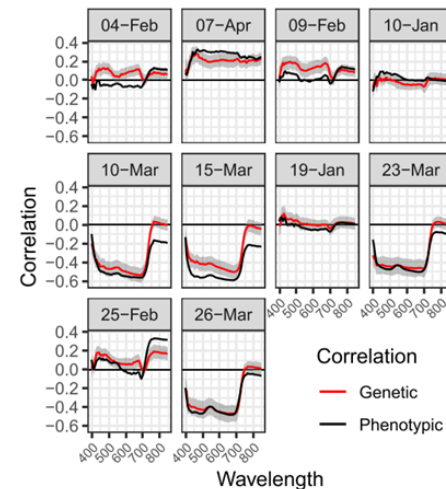 04−Feb 07−Apr 09−Feb 10−Jan
0.4
0.2
0.0
−0.2
−0.4
−0.6
10−Mar 15−Mar 19−Jan 23−Mar
0.4
0.2
0.0
−0.2
−0.4
−0.6
400 500 600 700 800 400 500 600 700 800
25−Feb 26−Mar
0.4
0.2
0.0
−0.2
−0.4
−0.6
400 500 600 700 800 400 500 600 700 800
Correlation
Wavelength
Correlation
Genetic
Phenotypic